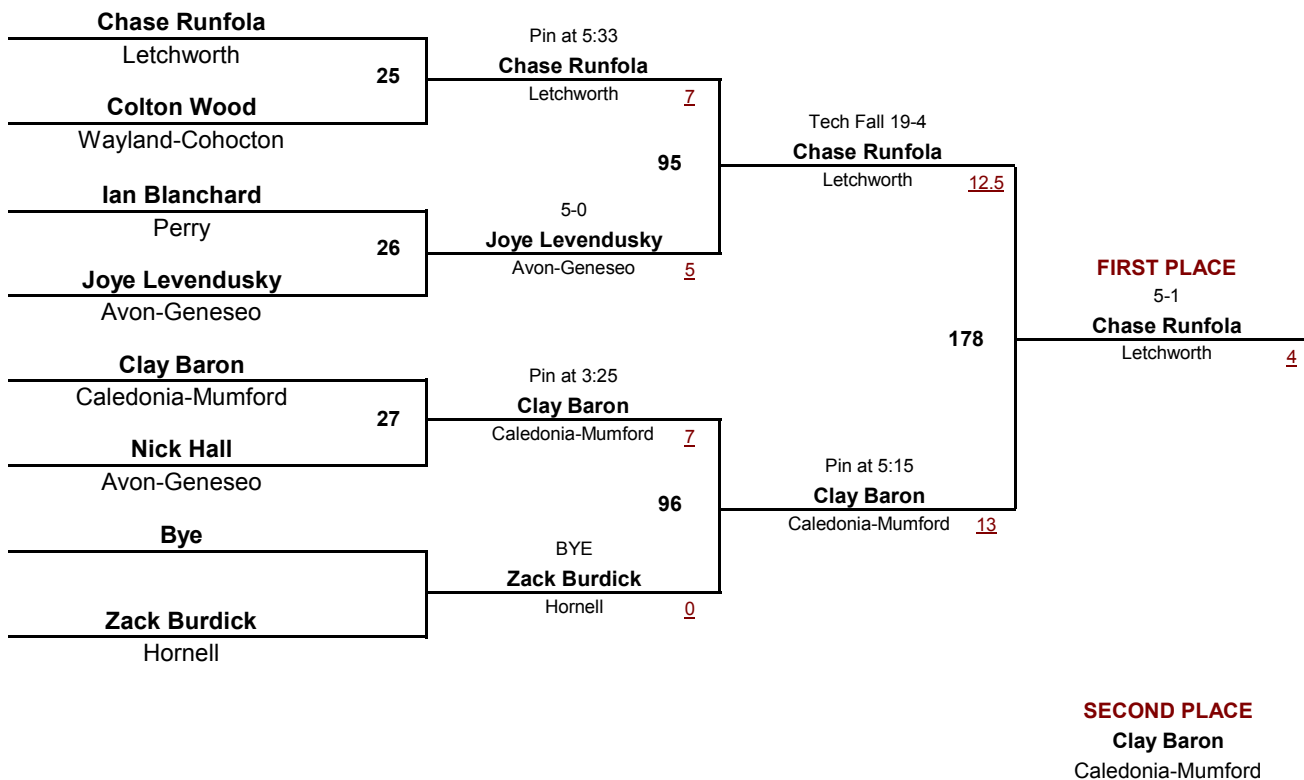 Chase Runfola
Letchworth
25
Colton Wood
Wayland-Cohocton
Ian Blanchard
Perry
26
Joye Levendusky
Avon-Geneseo
Clay Baron
Caledonia-Mumford
27
Nick Hall
Avon-Geneseo
Bye
Zack Burdick
Hornell
Pin at 5:33
Chase Runfola
Letchworth 7
95
5-0
Joye Levendusky
Avon-Geneseo 5
Pin at 3:25
Clay Baron
Caledonia-Mumford 7
96
BYE
Zack Burdick
Hornell 0
Tech Fall 19-4
Chase Runfola
Letchworth 12.5
178
Pin at 5:15
Clay Baron
Caledonia-Mumford 13
FIRST PLACE
5-1
Chase Runfola
Letchworth 4
SECOND PLACE
Clay Baron
Caledonia-Mumford